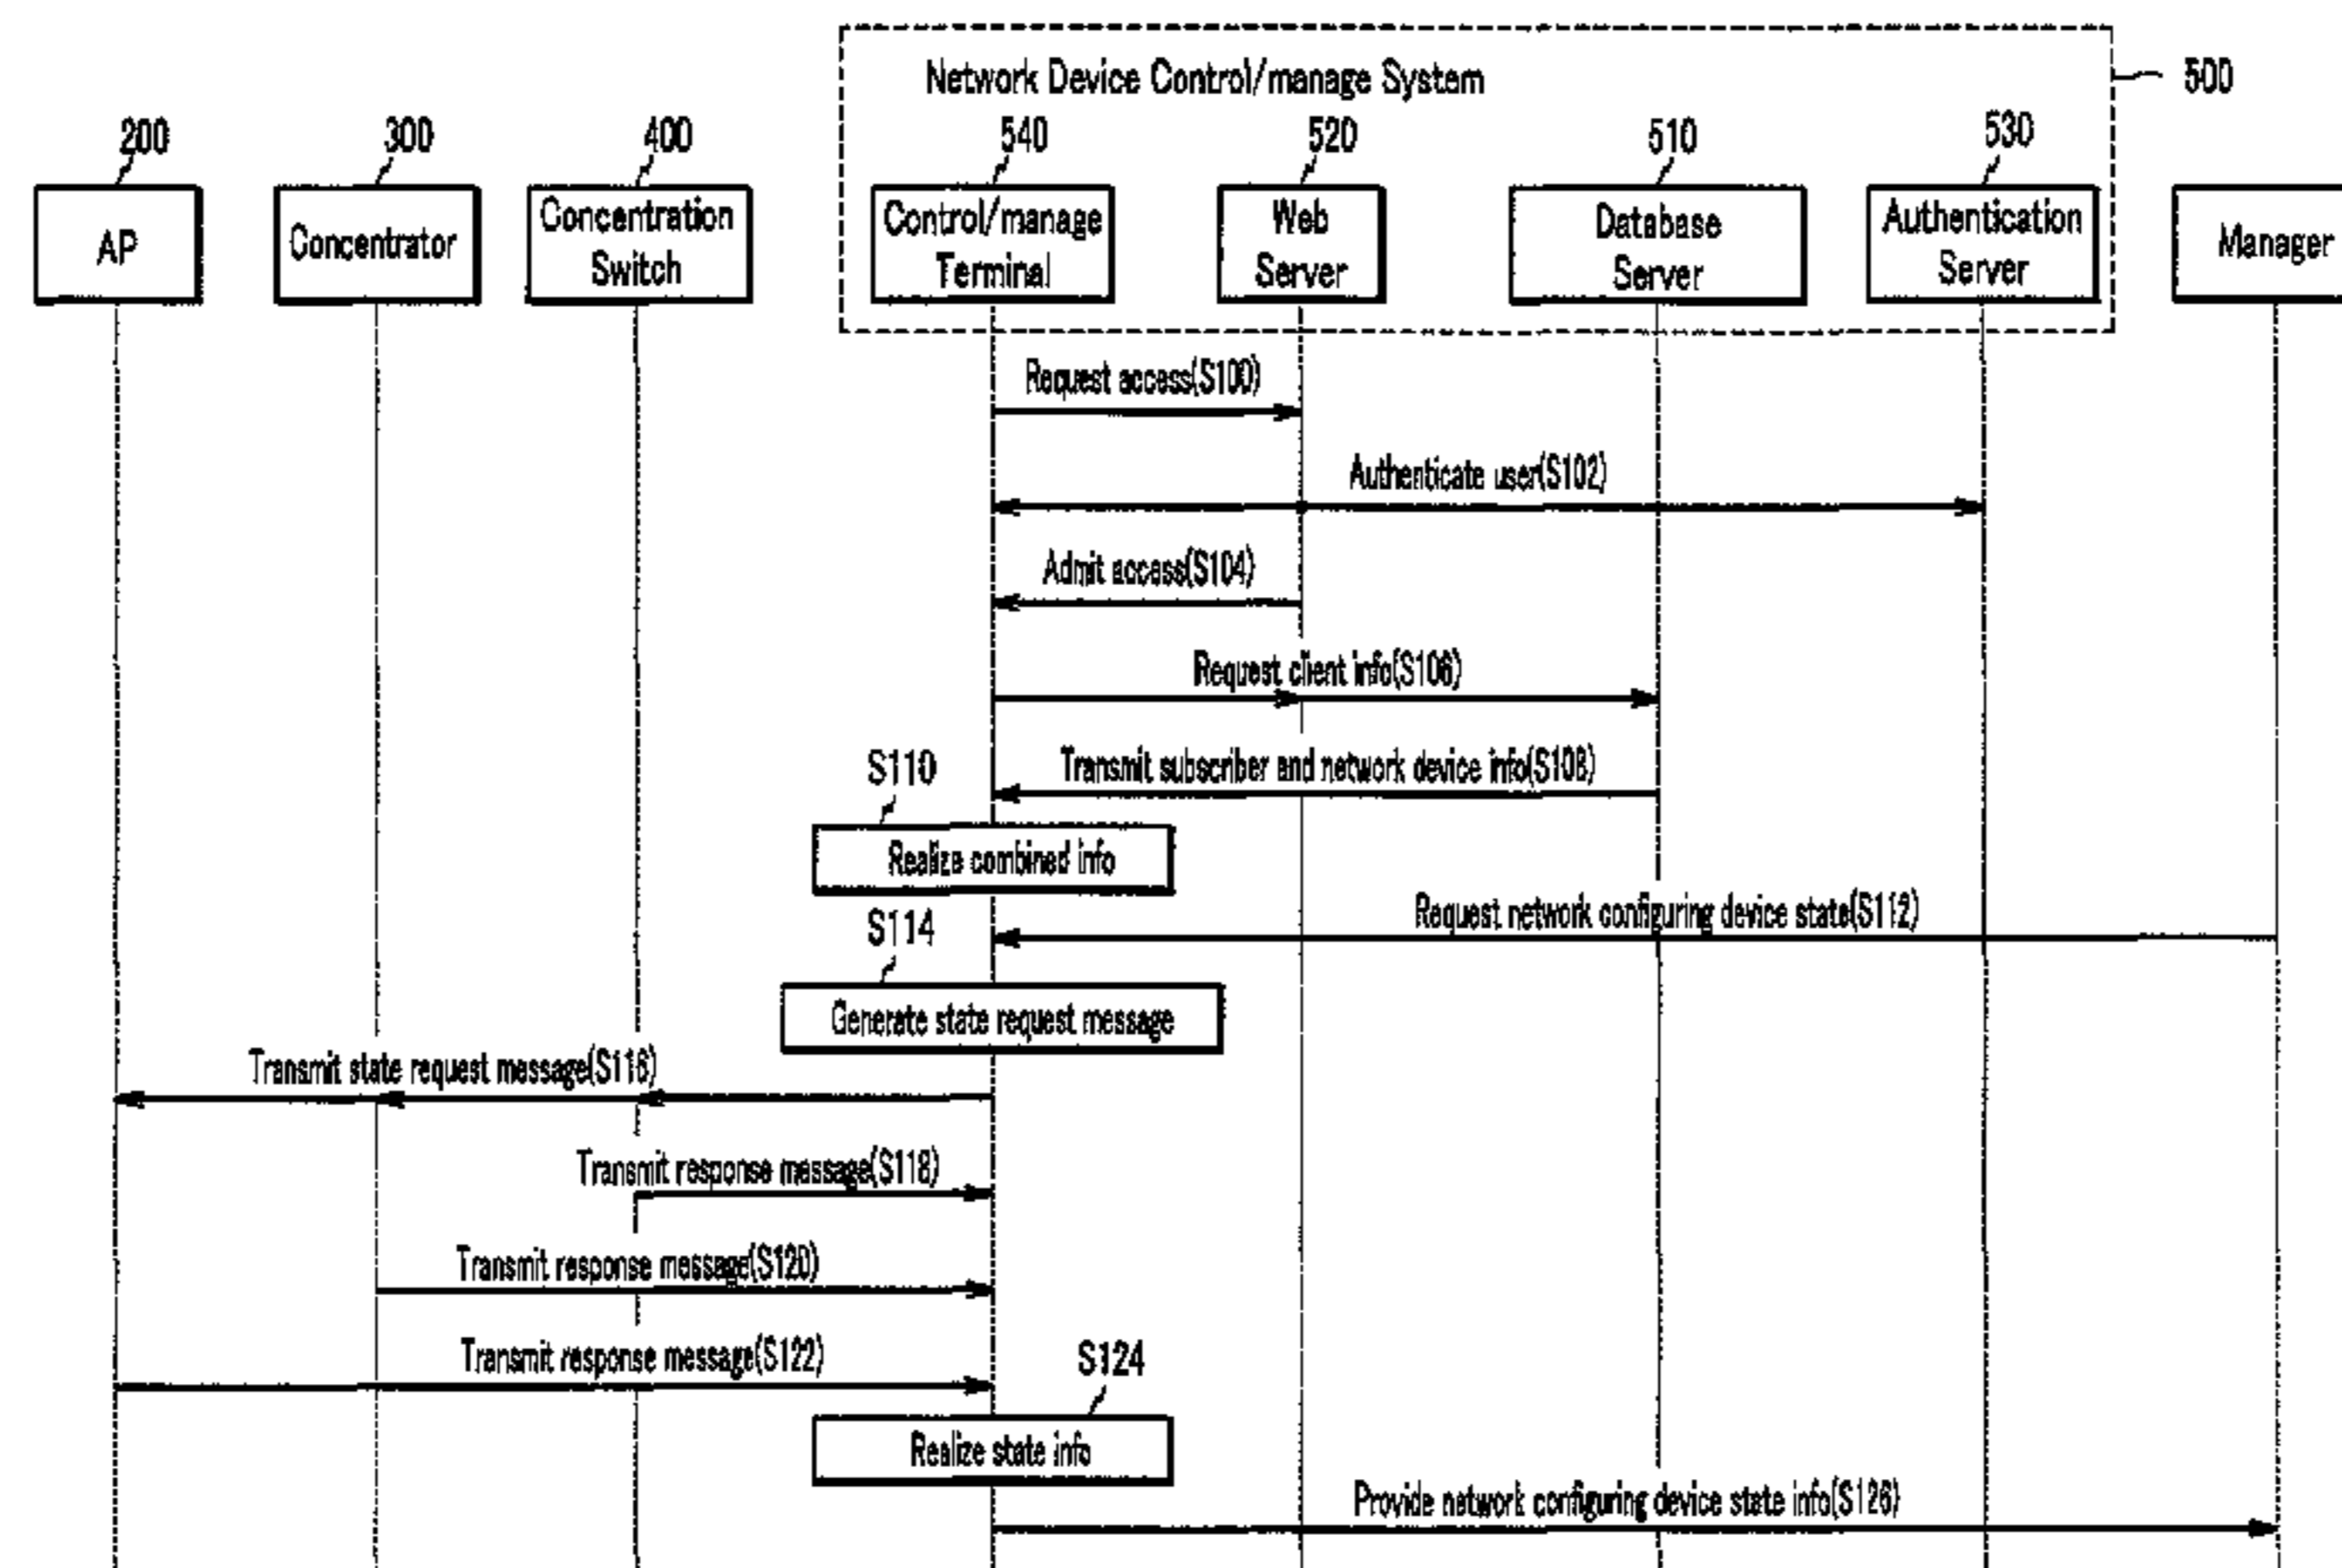 Network Device Control/manage System
500
200
300
400
540
520
510
530
AP
Concentrator
Concentration
Switch
Control/manage
Terminal
Web
Server
Database
Server
Authentication
Server
Manager
Request access(S100)
Authenticate user(S102)
Admit access(S104)
Request client info(S106)
Transmit subscriber and network device info(S108)
S110
Realize combined info
Request network configuring device state(S112)
S114
Generate state request message
Transmit state request message(S116)
Transmit response message(S118)
Transmit response message(S120)
Transmit response message(S122)
S124
Realize state info
Provide network configuring device state info(S126)